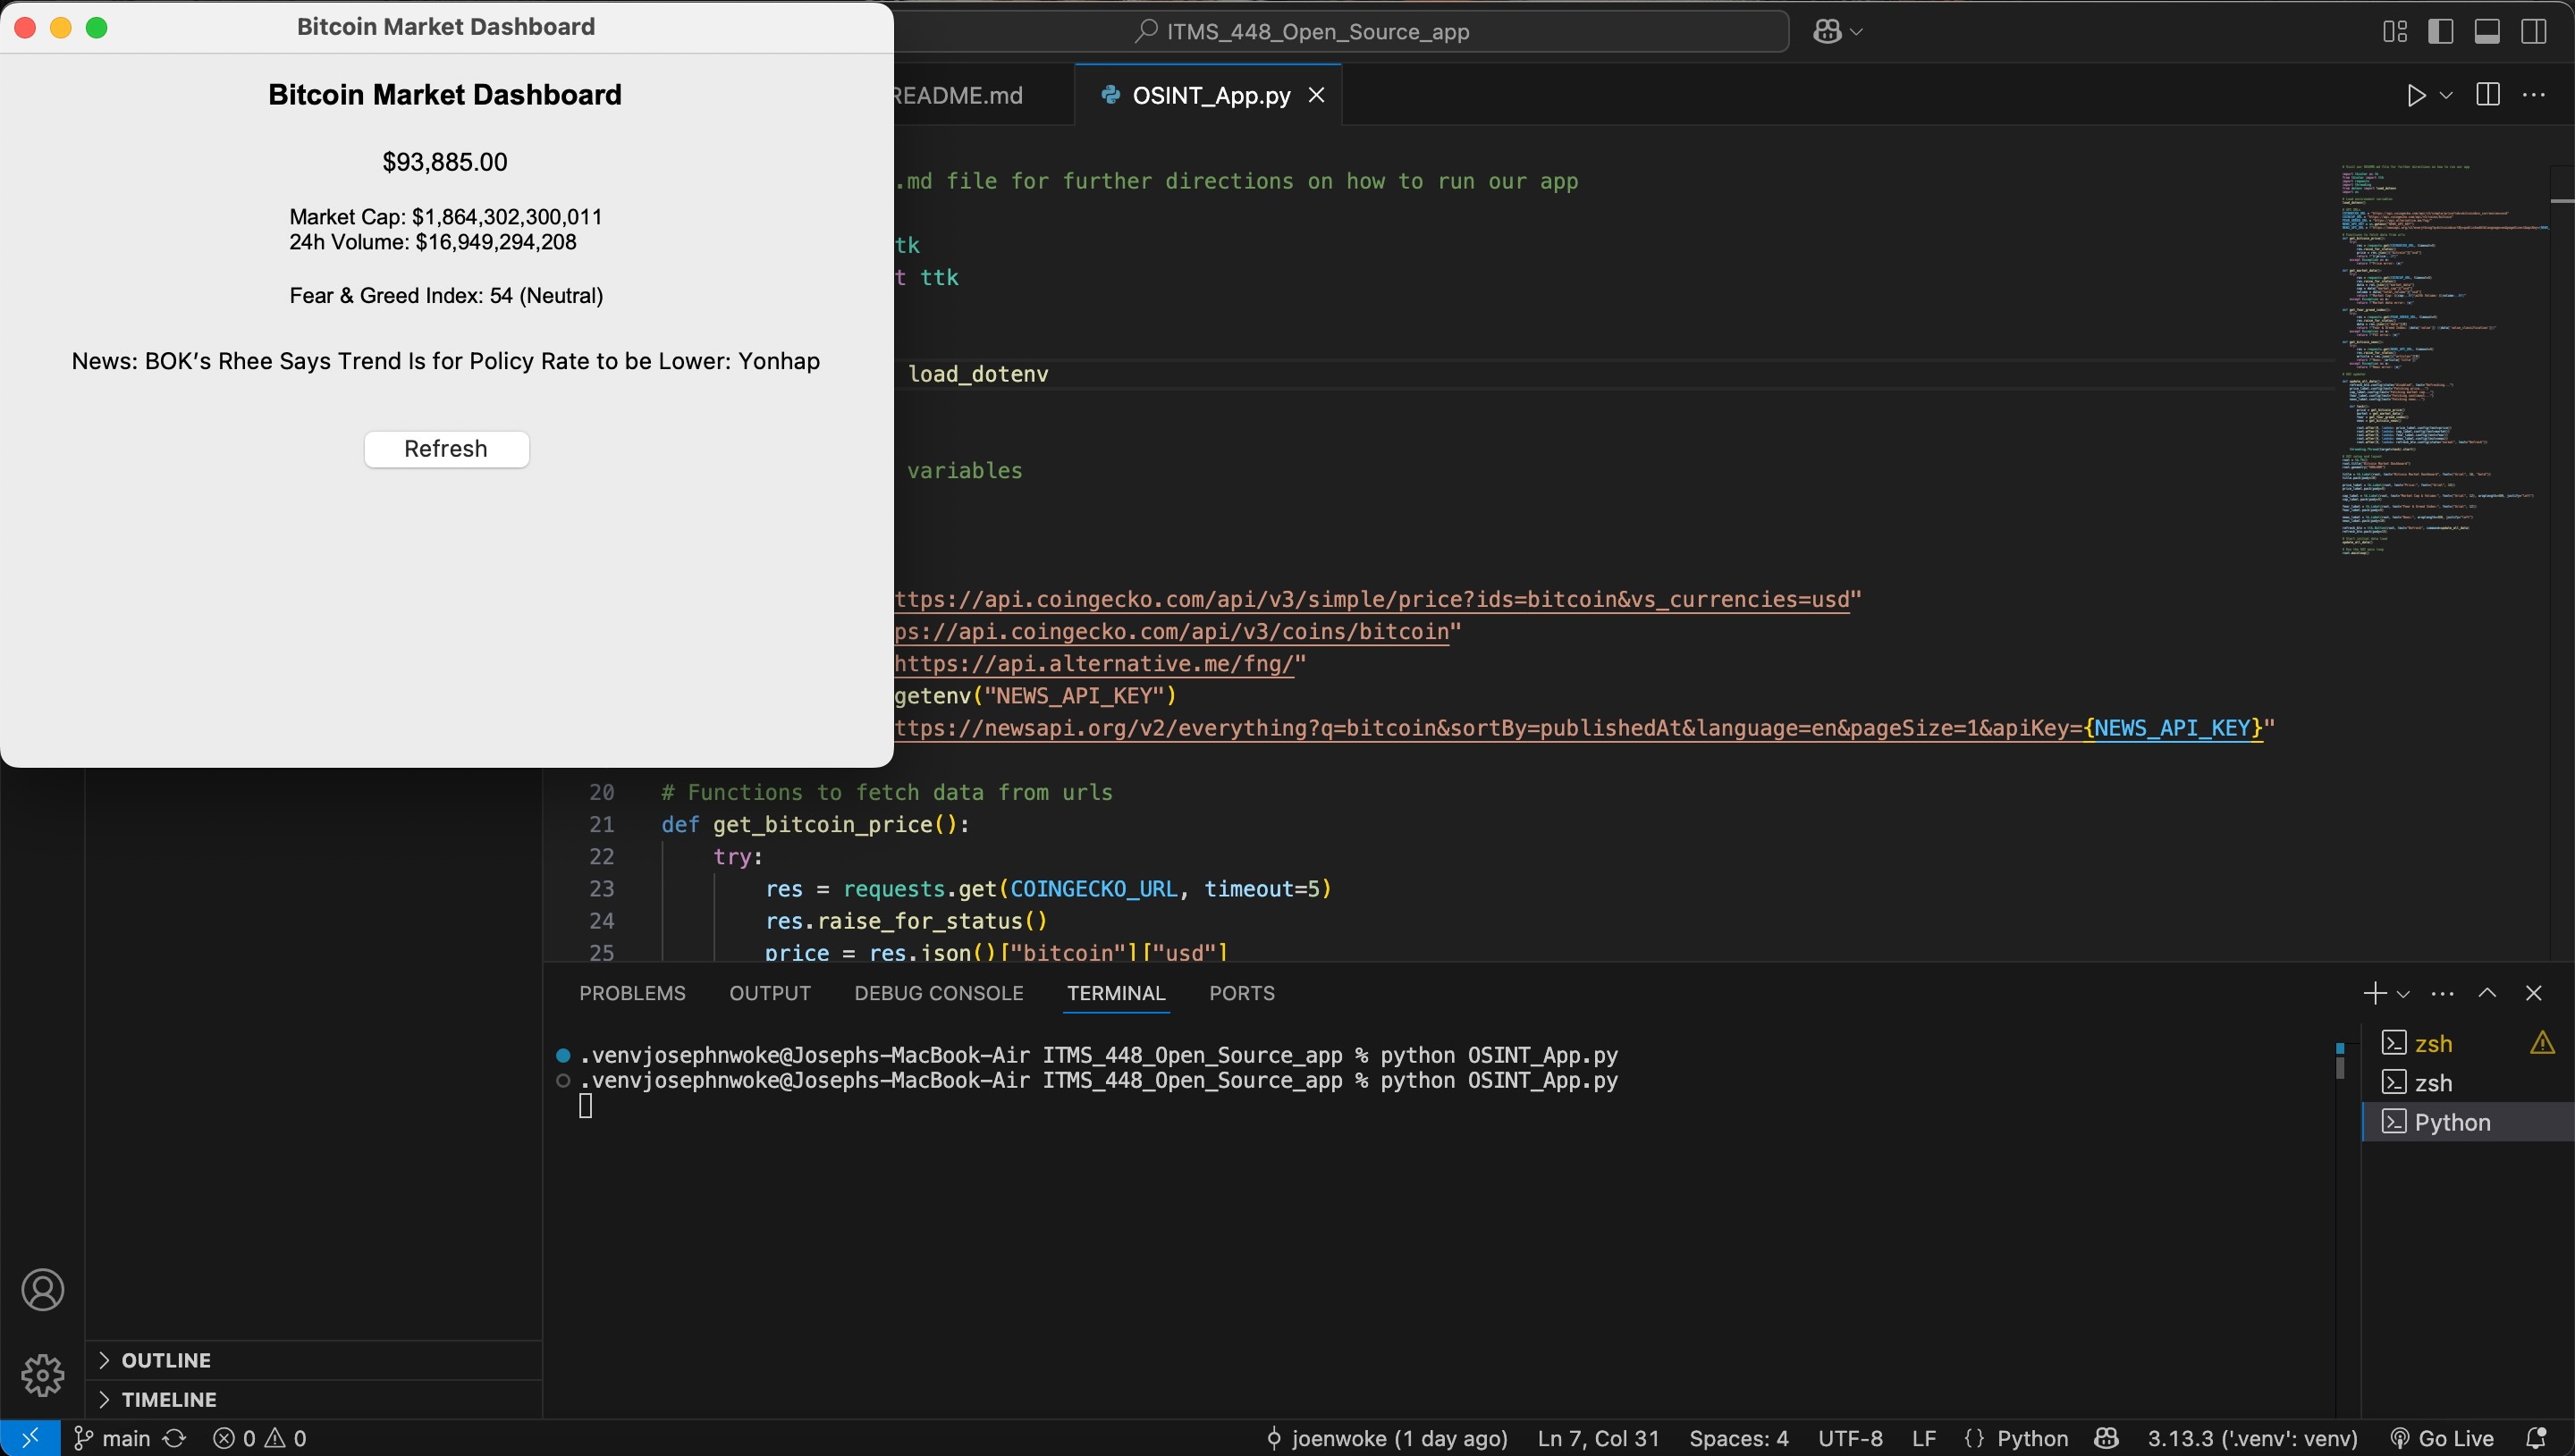 Bitcoin Market Dashboard
Bitcoin Market Dashboard
$93,885.00
Market Cap: $1,864,302,300,011
24h Volume: $16,949,294,208
Fear & Greed Index: 54 (Neutral)
News: BOK’s Rhee Says Trend Is for Policy Rate to be Lower: Yonhap
Refresh
ITMS_448_Open_Source_app
README.md
OSINT_App.py
.md file for further directions on how to run our app
tk
t ttk
load_dotenv
variables
ttps://api.coingecko.com/api/v3/simple/price?ids=bitcoin&vs_currencies=usd"
ps://api.coingecko.com/api/v3/coins/bitcoin"
https://api.alternative.me/fng/"
getenv("NEWS_API_KEY")
ttps://newsapi.org/v2/everything?q=bitcoin&sortBy=publishedAt&language=en&pageSize=1&apiKey={NEWS_API_KEY}"
20 # Functions to fetch data from urls
21 def get_bitcoin_price():
22 try:
23 res = requests.get(COINGECKO_URL, timeout=5)
24 res.raise_for_status()
25 price = res.json()["bitcoin"]["usd"]
PROBLEMS OUTPUT DEBUG CONSOLE TERMINAL PORTS
.venvjosephnwoke@Josephs-MacBook-Air ITMS_448_Open_Source_app % python OSINT_App.py
.venvjosephnwoke@Josephs-MacBook-Air ITMS_448_Open_Source_app % python OSINT_App.py
zsh
zsh
Python
OUTLINE
TIMELINE
main 0 0 joenwoke (1 day ago) Ln 7, Col 31 Spaces: 4 UTF-8 LF {} Python 3.13.3 ('.venv': venv) Go Live